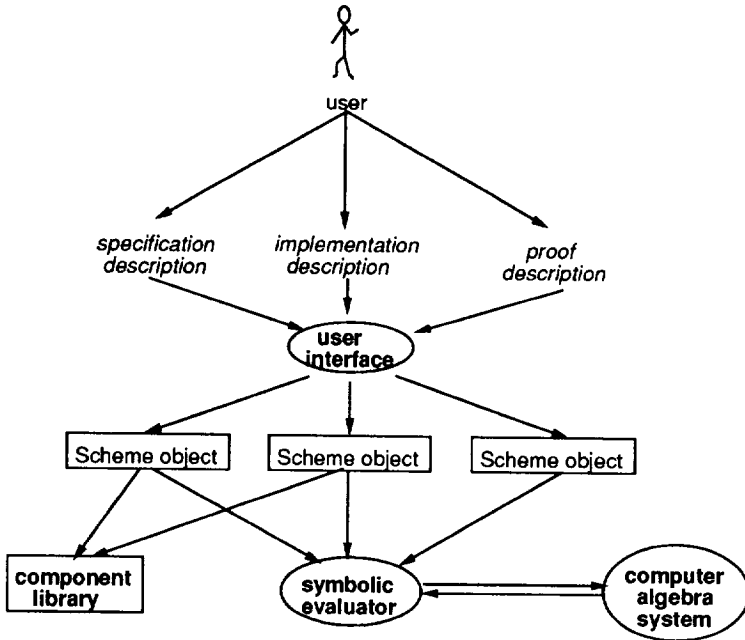 user
specification
description
implementation
description
proof
description
user
interface
Scheme object
Scheme object
Scheme object
component
library
symbolic
evaluator
computer
algebra
system